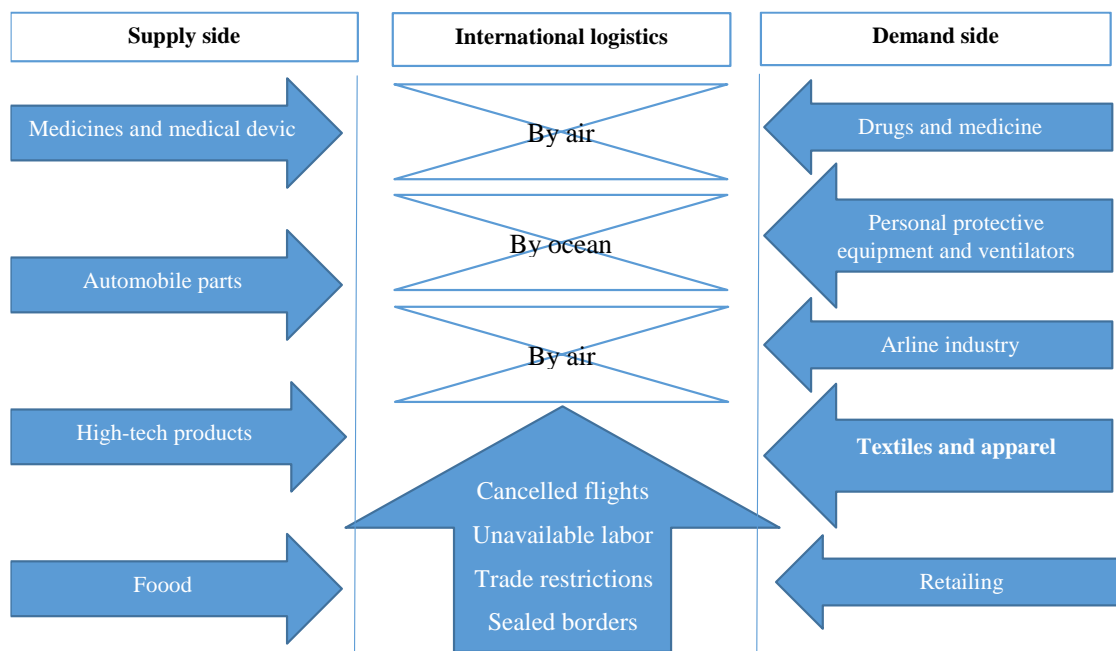 Supply side
International logistics
Demand side
Medicines and medical devic
Automobile parts
High-tech products
Foood
By air
By ocean
By air
Cancelled flights
Unavailable labor
Trade restrictions
Sealed borders
Drugs and medicine
Personal protective
equipment and ventilators
Arline industry
Textiles and apparel
Retailing